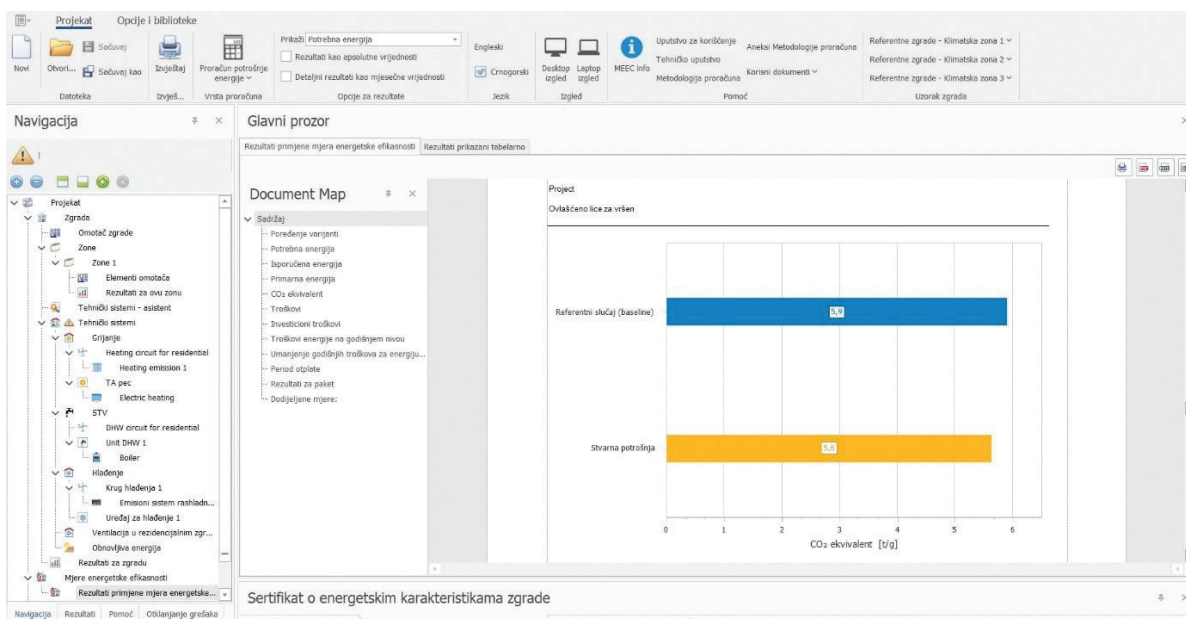 Projekat
Opcije i biblioteke
Novi
Otvori...
Sačuvaj
Sačuvaj kao
Datoteka
Izvještaj
Izvješ...
Proračun potrošnje
energije
Vrsta proračuna
Prikaži Potrebna energija
Rezultati kao apsolutne vrijednosti
Detaljni rezultati kao mjesečne vrijednosti
Opcije za rezultate
Engleski
Crnogorski
Jezik
Desktop izgled
Laptop izgled
Izgled
MEEC info
Uputstvo za korišćenje
Tehničko uputstvo
Metodologija proračuna
Aneksi Metodologije proračuna
Korisni dokumenti
Pomoć
Referentne zgrade - Klimatska zona 1
Referentne zgrade - Klimatska zona 2
Referentne zgrade - Klimatska zona 3
Uzorak zgrada
Navigacija
!
Projekat
Zgrada
Omotač zgrade
Zone
Zone 1
Elementi omotača
Rezultati za ovu zonu
Tehnički sistemi - asistent
Tehnički sistemi
Grijanje
Heating circuit for residential
Heating emission 1
TA pec
Electric heating
STV
DHW circuit for residential
Unit DHW 1
Boiler
Hlađenje
Krug hlađenja 1
Emisioni sistem rashladn...
Uređaj za hlađenje 1
Ventilacija u rezidencijalnim zgr...
Obnovljiva energija
Rezultati za zgradu
Mjere energetske efikasnosti
Rezultati primjene mjera energetske...
Navigacija Rezultati Pomoć Otklanjanje grešaka
Glavni prozor
Rezultati primjene mjera energetske efikasnosti Rezultati prikazani tabelarno
Document Map
Sadržaj
Poređenje varijanti
Potrebna energija
Isporučena energija
Primarna energija
CO₂ ekvivalent
Troškovi
Investicioni troškovi
Troškovi energije na godišnjem nivou
Umanjenje godišnjih troškova za energiju...
Period otplate
Rezultati za paket
Dodijeljene mjere:
Project
Ovlašćeno lice za vršen
Referentni slučaj (baseline)
5,9
Stvarna potrošnja
5,6
0 1 2 3 4 5 6
CO₂ ekvivalent [t/g]
Sertifikat o energetskim karakteristikama zgrade